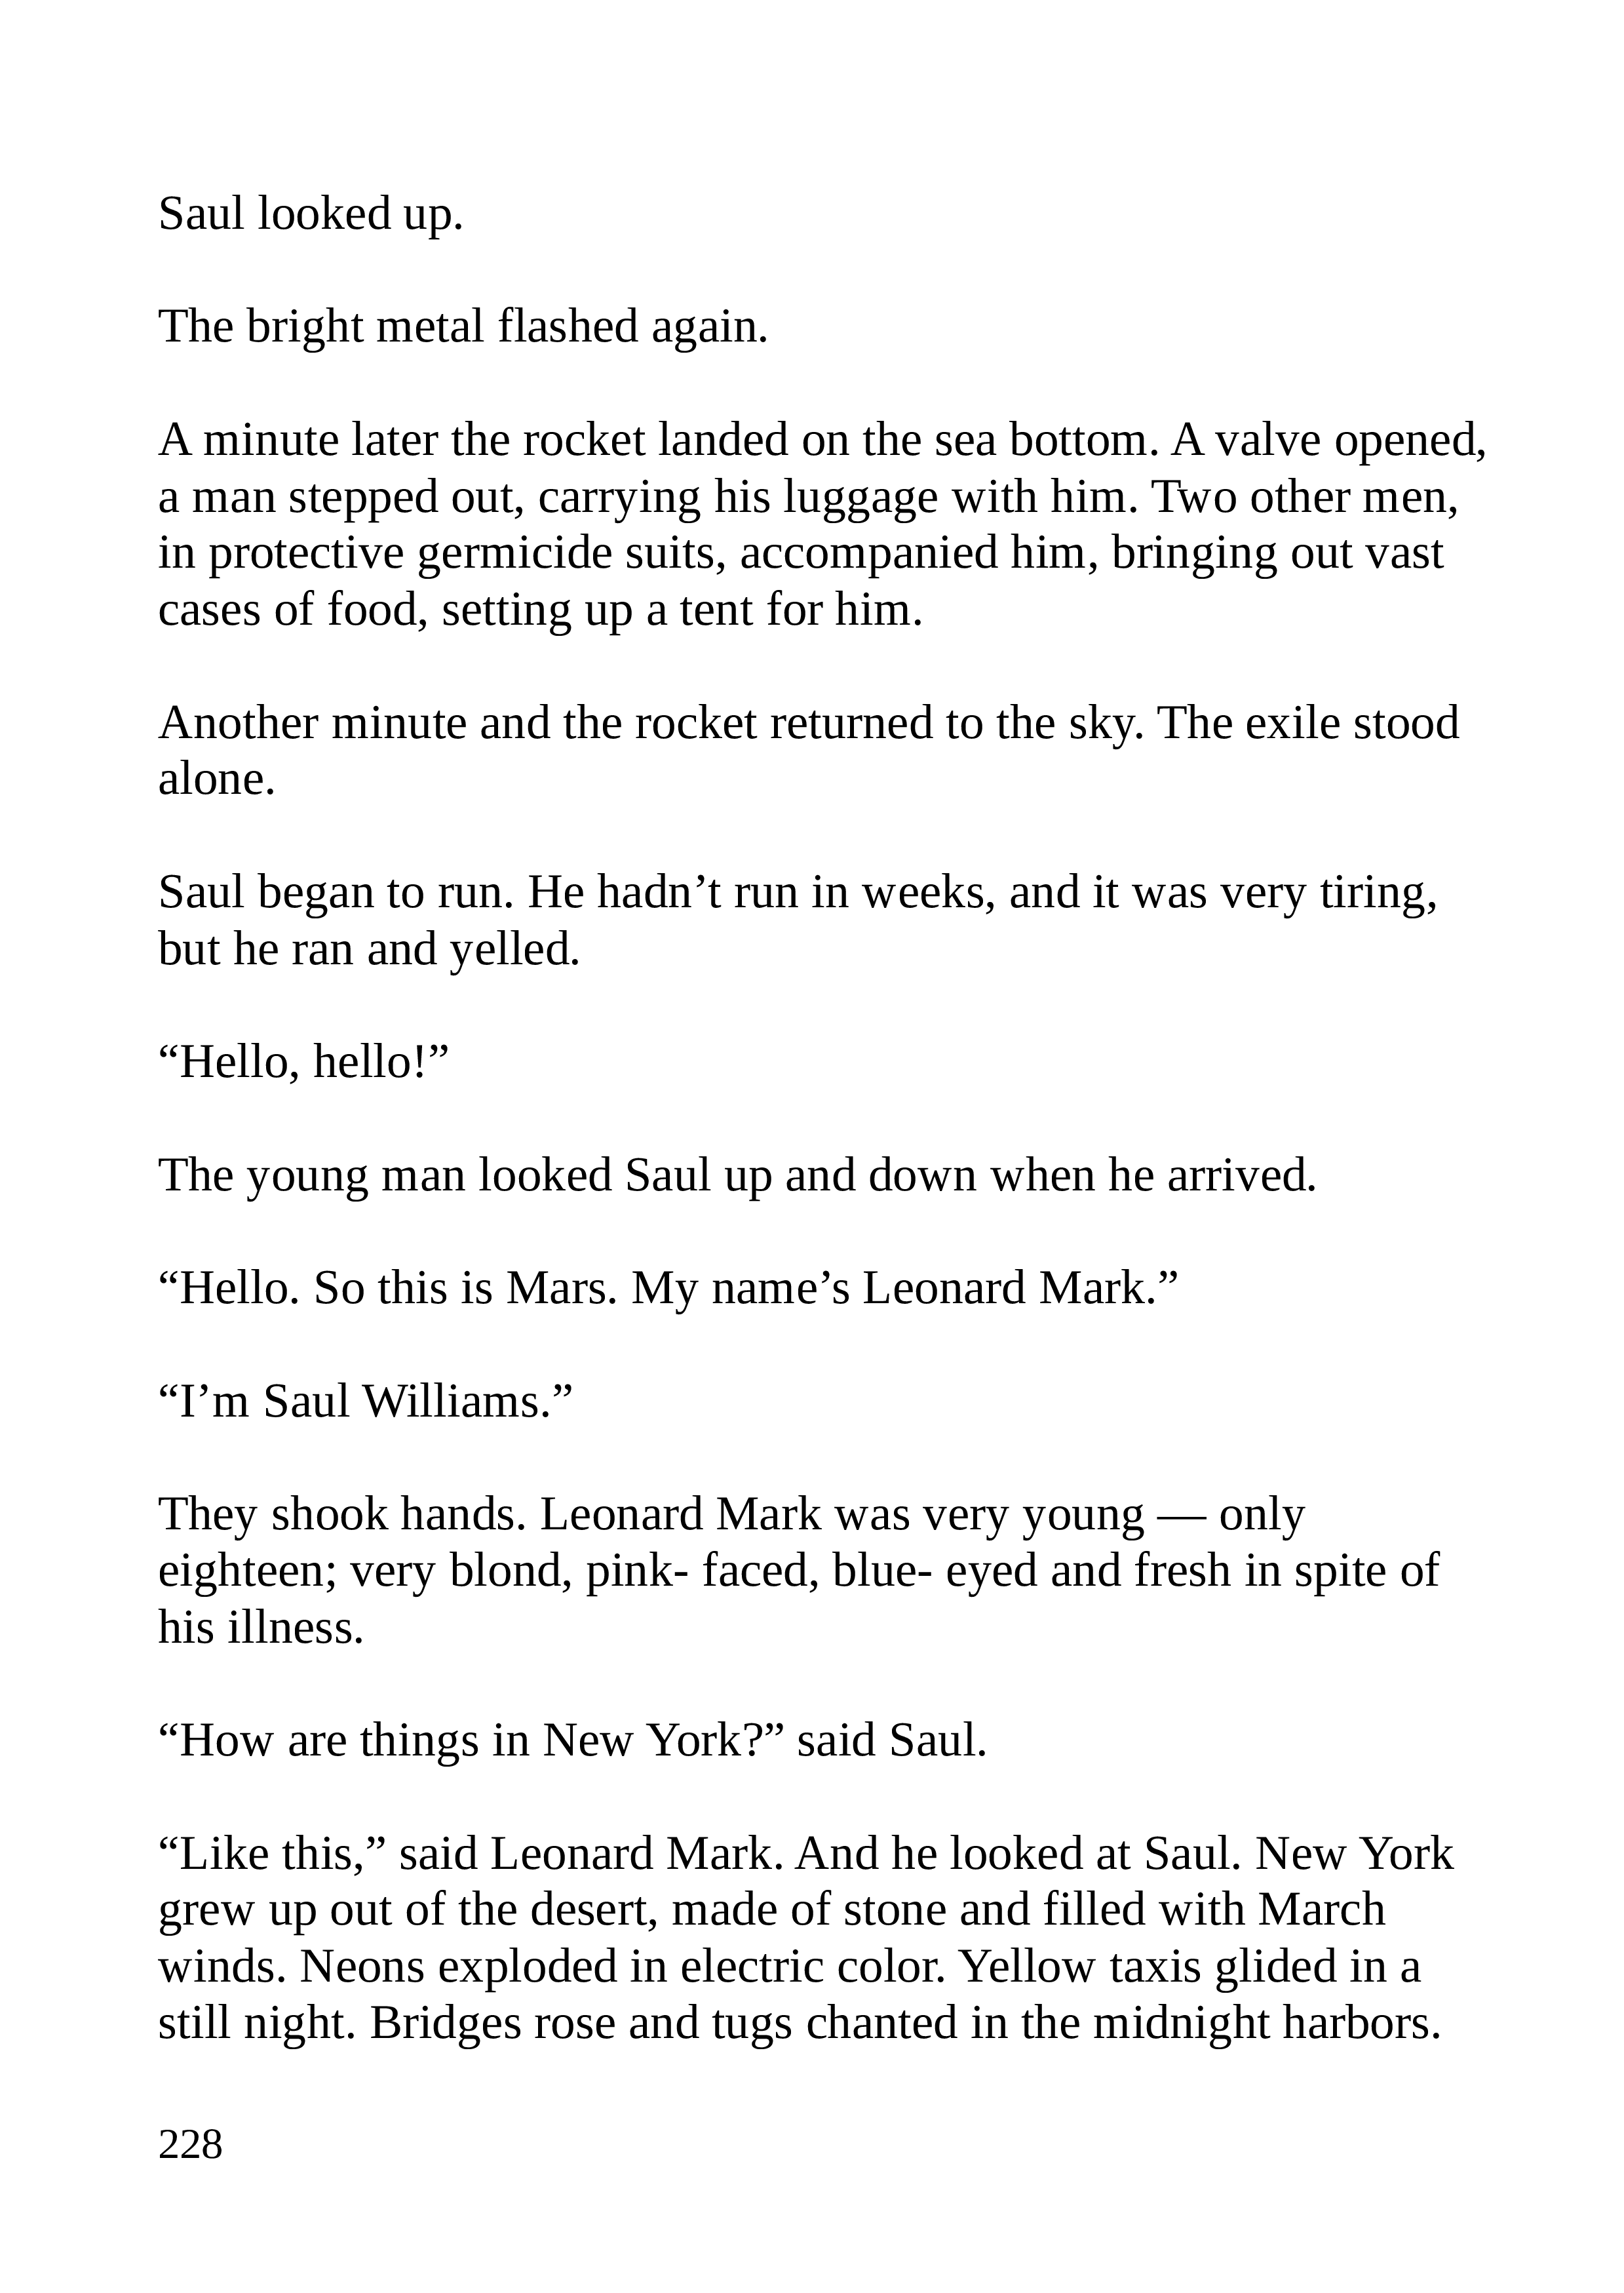 Saul looked up.
The bright metal flashed again.
A minute later the rocket landed on the sea bottom. A valve opened,
a man stepped out, carrying his luggage with him. Two other men,
in protective germicide suits, accompanied him, bringing out vast
cases of food, setting up a tent for him.
Another minute and the rocket returned to the sky. The exile stood
alone.
Saul began to run. He hadn’t run in weeks, and it was very tiring,
but he ran and yelled.
“Hello, hello!”
The young man looked Saul up and down when he arrived.
“Hello. So this is Mars. My name’s Leonard Mark.”
“I’m Saul Williams.”
They shook hands. Leonard Mark was very young — only
eighteen; very blond, pink- faced, blue- eyed and fresh in spite of
his illness.
“How are things in New York?” said Saul.
“Like this,” said Leonard Mark. And he looked at Saul. New York
grew up out of the desert, made of stone and filled with March
winds. Neons exploded in electric color. Yellow taxis glided in a
still night. Bridges rose and tugs chanted in the midnight harbors.
228